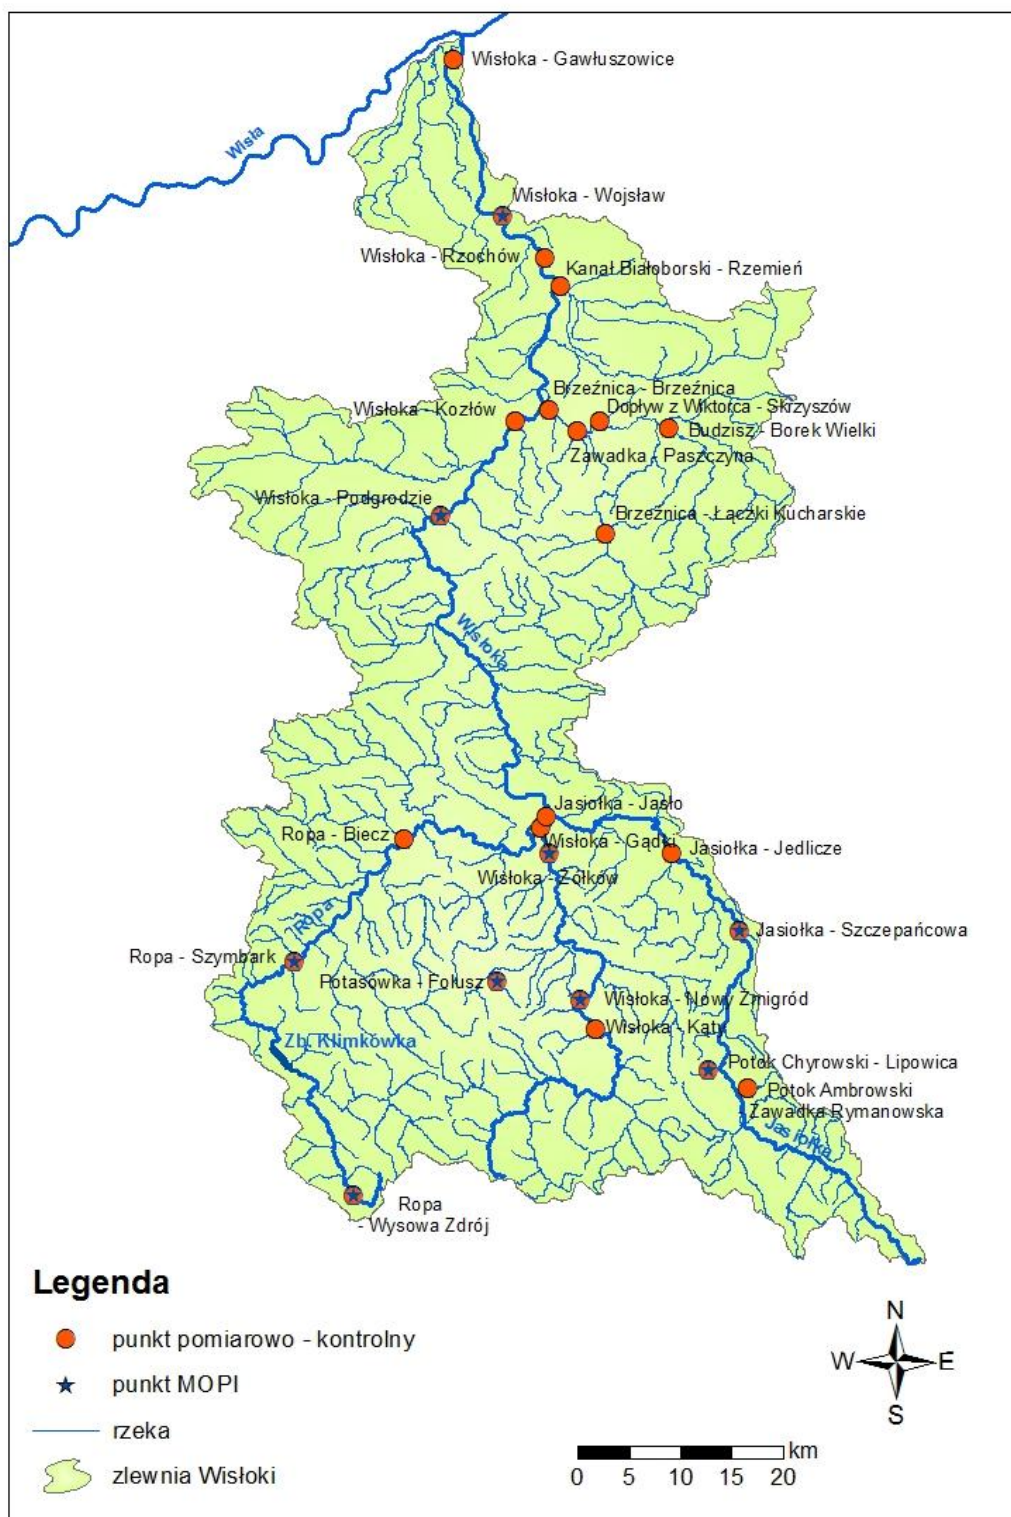 Wisłoka - Gawłuszowice
Wisła
Wisłoka - Wojsław
Wisłoka - Rzochów
Kanał Białoborski - Rzemień
Brzeźnica - Brzeźnica
Wisłoka - Kozłów
Dopływ z Wiktorca - Skrzyszów
Budzisz - Borek Wielki
Zawadka - Paszczyna
Wisłoka - Podgrodzie
Brzeźnica - Łączki Kucharskie
Wisłoka
Jasiołka - Jasło
Ropa - Biecz
Wisłoka - Gądki
Jasiołka - Jedlicze
Wisłoka - Żółków
Ropa
Jasiołka - Szczepańcowa
Ropa - Szymbark
Potasówka - Folusz
Wisłoka - Nowy Żmigród
Wisłoka - Kąty
Zb. Klimkówka
Potok Chyrowski - Lipowica
Potok Ambrowski
Zawadka Rymanowska
Jasiołka
Ropa
- Wysowa Zdrój
Legenda
punkt pomiarowo - kontrolny
punkt MOPI
rzeka
zlewnia Wisłoki
N
W E
S
km
0 5 10 15 20